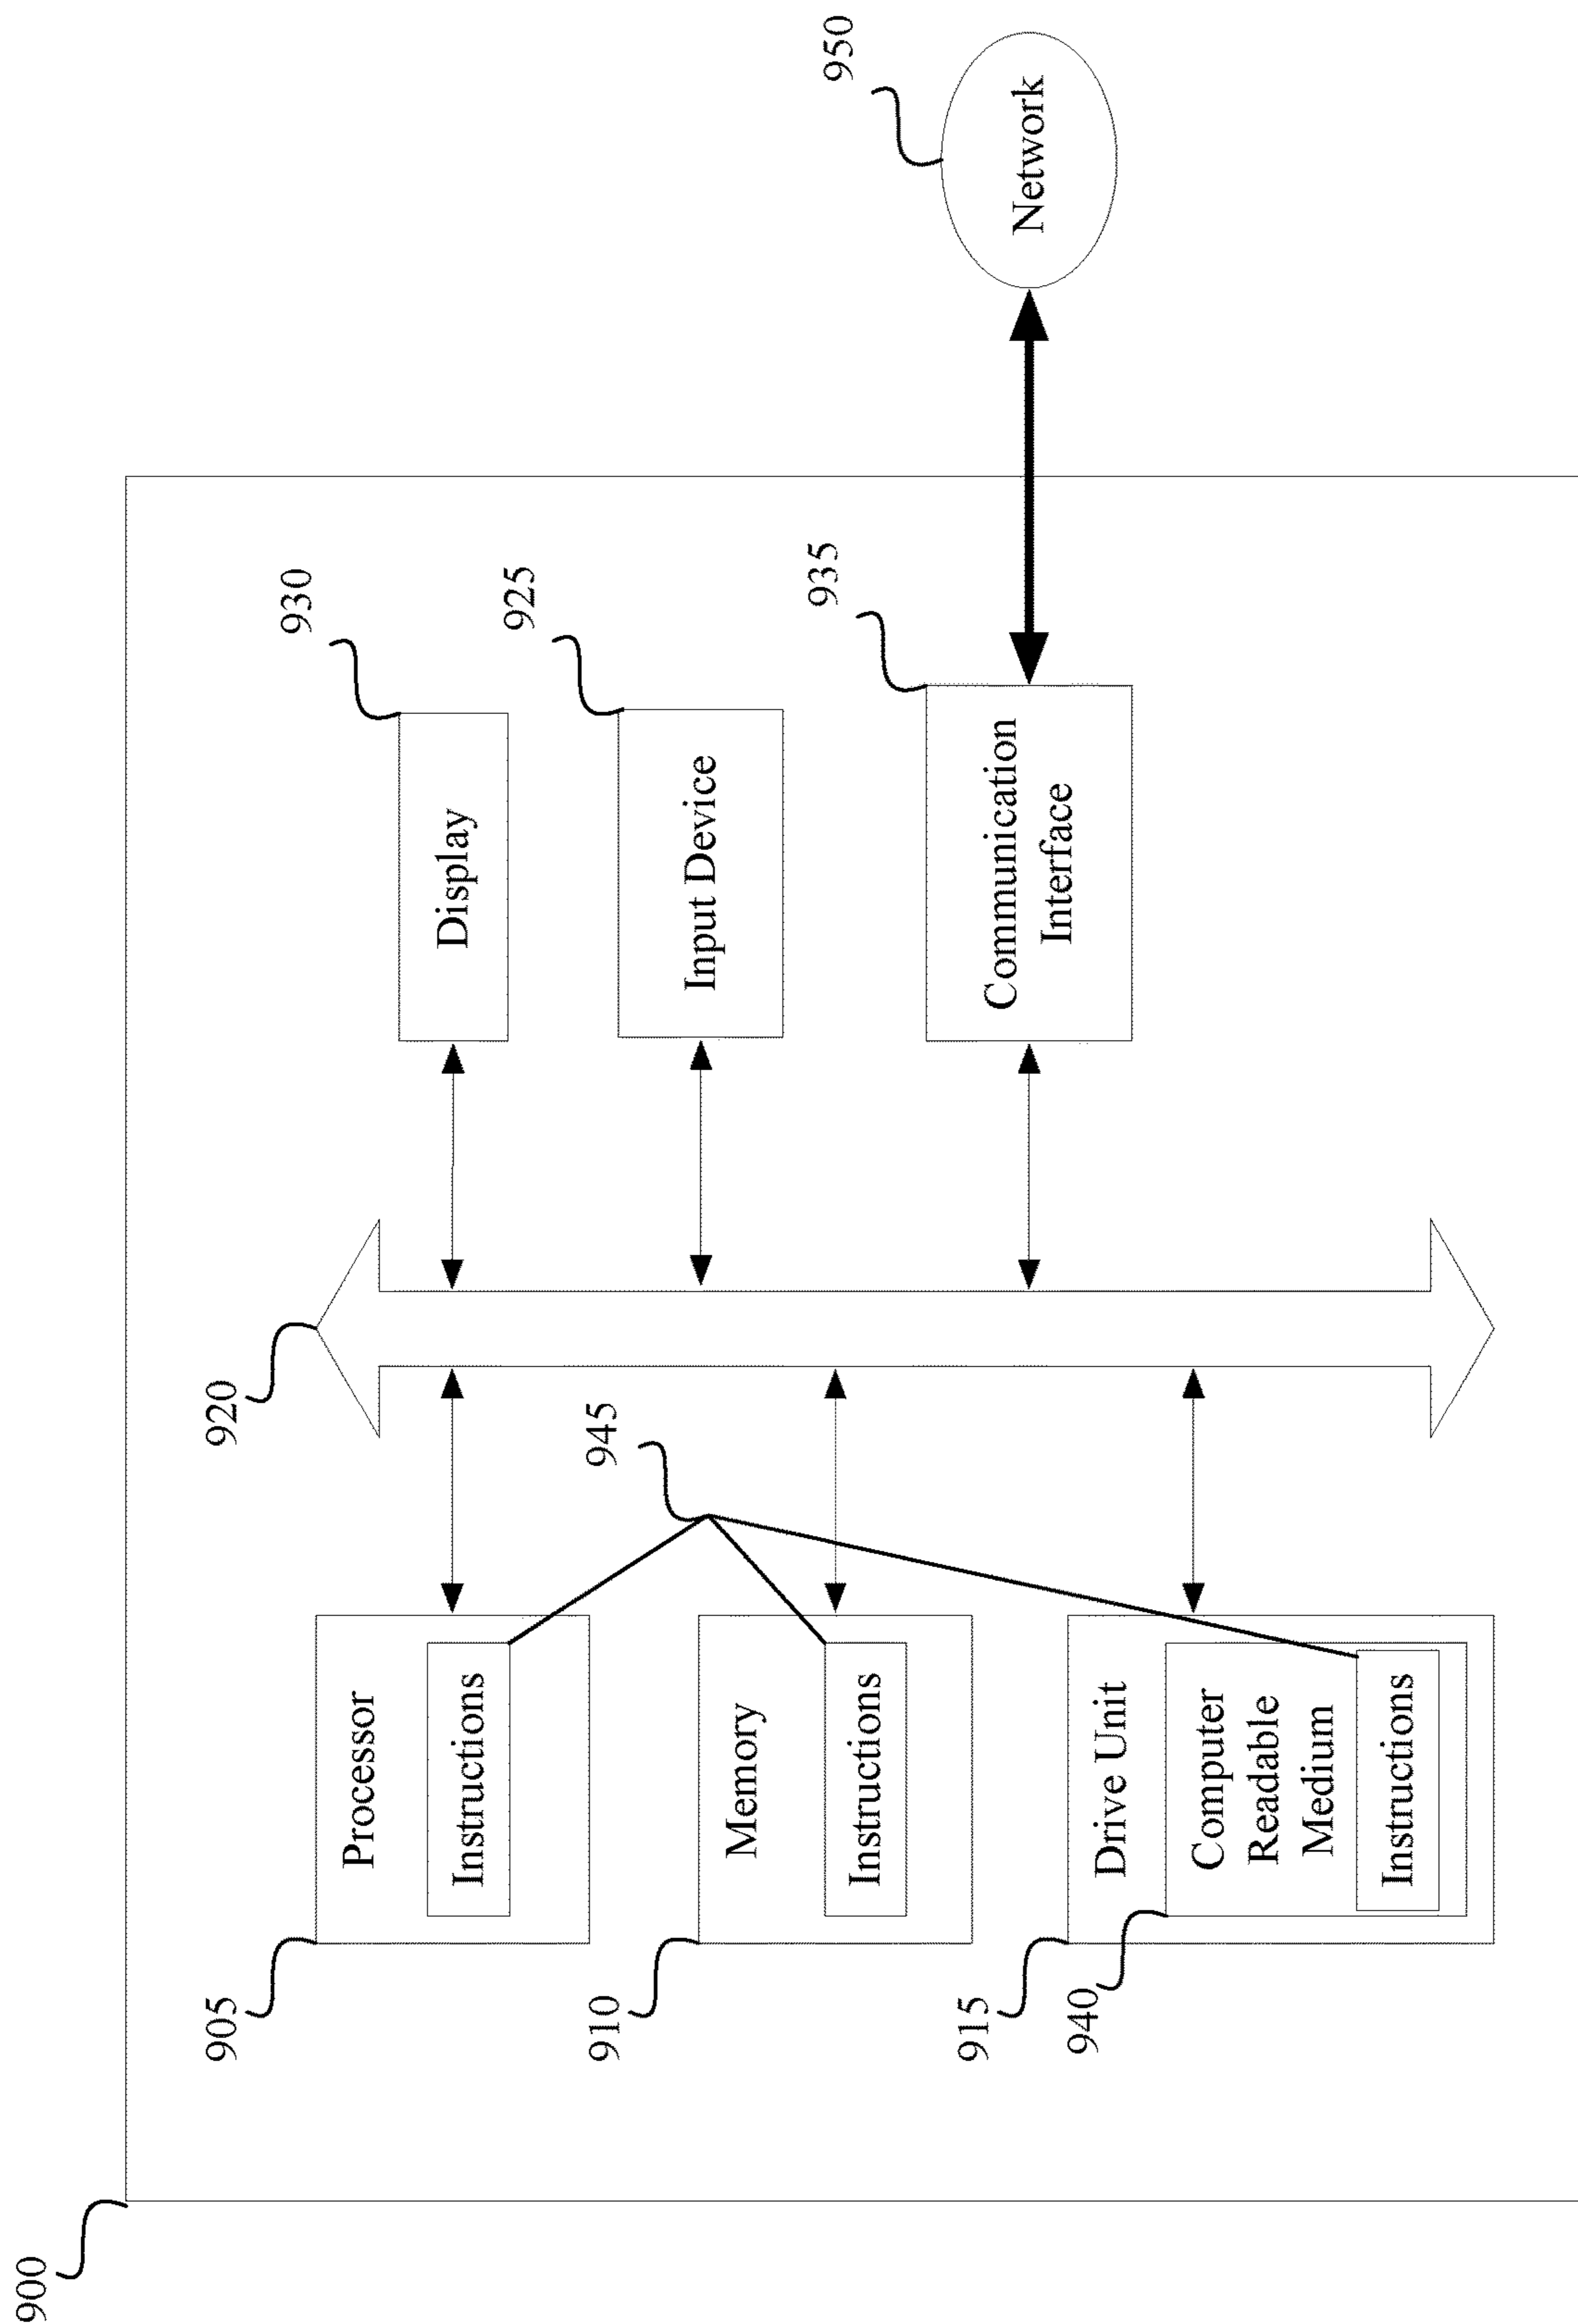 900
905
Processor
Instructions
910
Memory
Instructions
915
Drive Unit
940
Computer
Readable
Medium
Instructions
945
920
930
Display
925
Input Device
935
Communication
Interface
950
Network